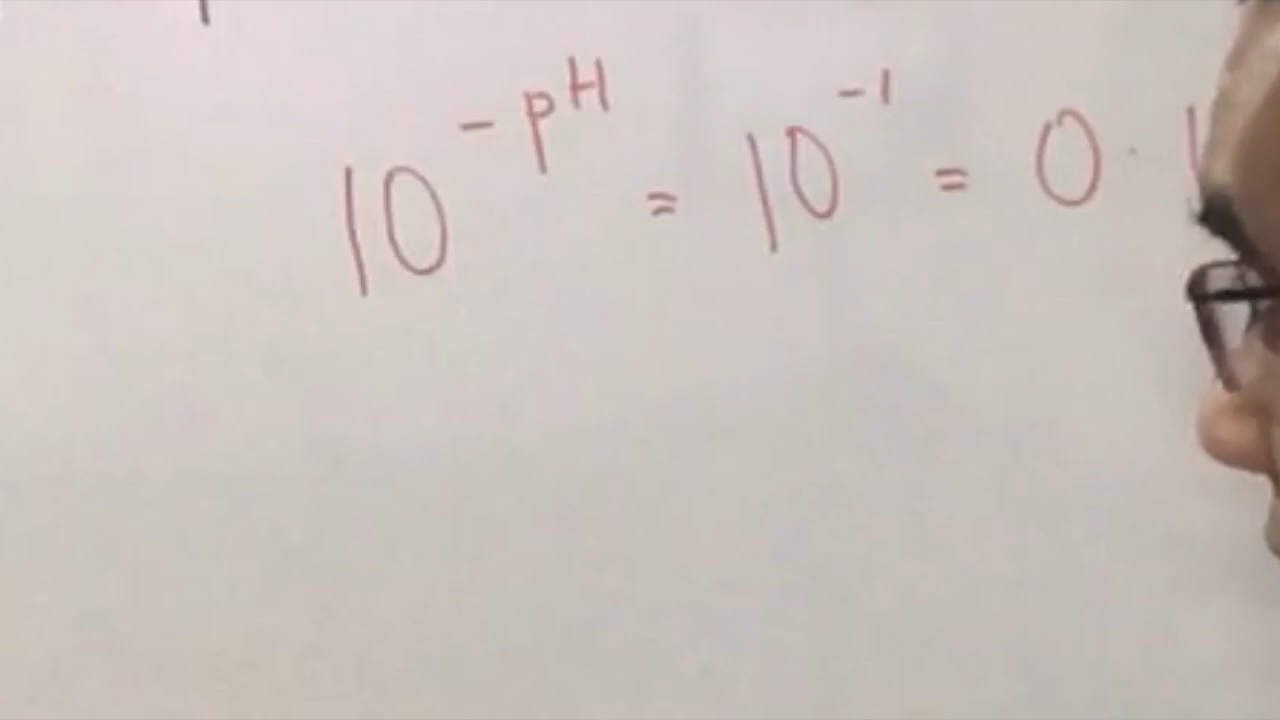 10^-pH = 10^-1 = 0.1